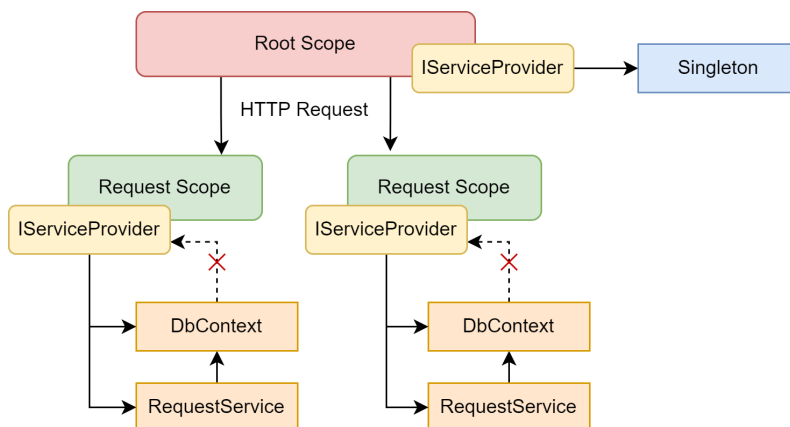 Root Scope
IServiceProvider
Singleton
HTTP Request
Request Scope
Request Scope
IServiceProvider
IServiceProvider
DbContext
DbContext
RequestService
RequestService